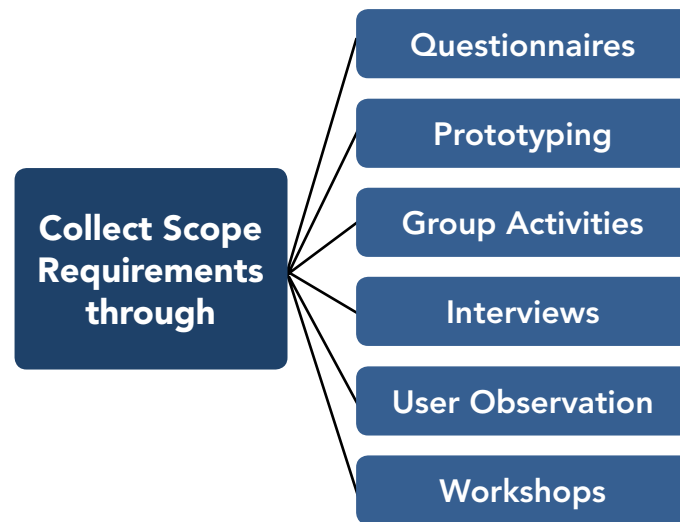 Collect Scope
Requirements
through
Questionnaires
Prototyping
Group Activities
Interviews
User Observation
Workshops